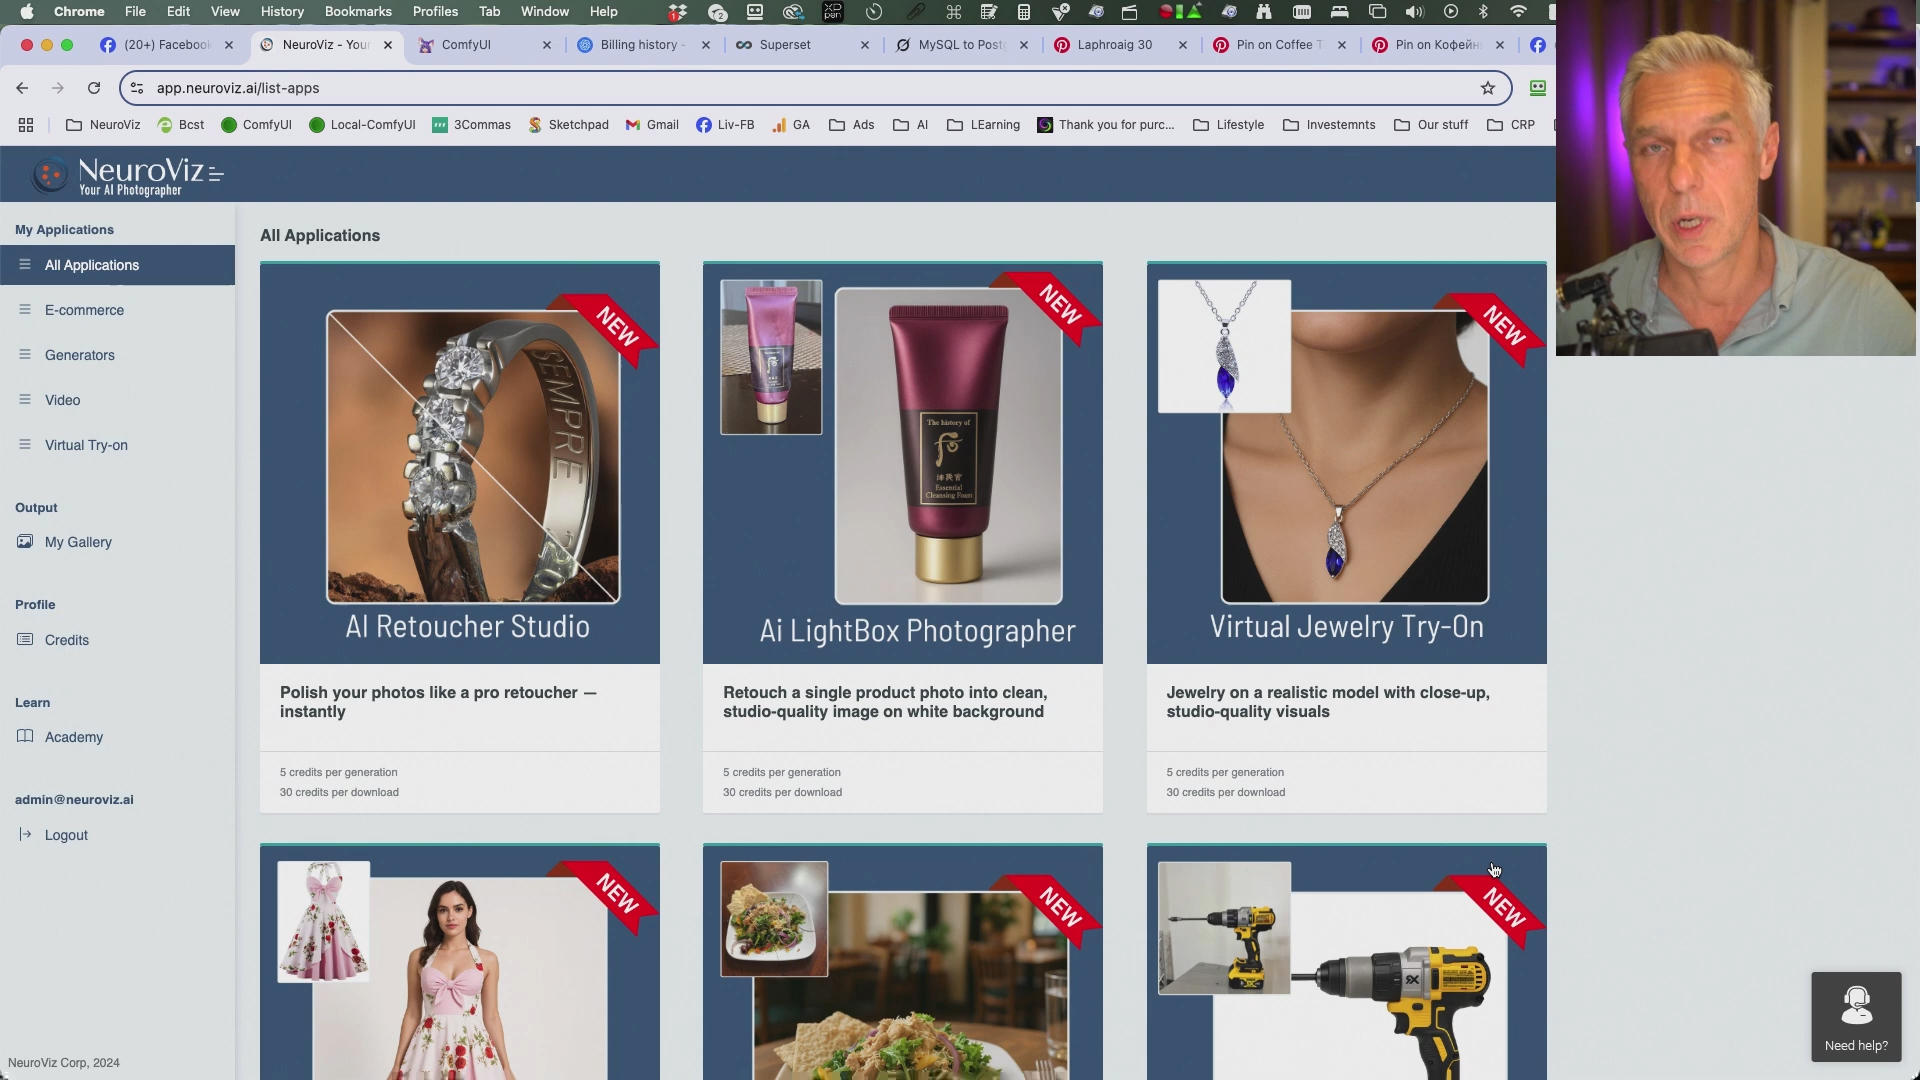 Chrome File Edit View History Bookmarks Profiles Tab Window Help
(20+) Facebook
NeuroViz - Your
ComfyUI
Billing history -
Superset
MySQL to Post
Laphroaig 30
Pin on Coffee T
Pin on Кофейн
app.neuroviz.ai/list-apps
NeuroViz Bcst ComfyUI Local-ComfyUI 3Commas Sketchpad Gmail Liv-FB GA Ads AI LEarning Thank you for purc... Lifestyle Investemnts Our stuff CRP
NeuroViz
Your AI Photographer
My Applications
All Applications
E-commerce
Generators
Video
Virtual Try-on
Output
My Gallery
Profile
Credits
Learn
Academy
admin@neuroviz.ai
Logout
NeuroViz Corp, 2024
All Applications
NEW
SEMPRE
AI Retoucher Studio
Polish your photos like a pro retoucher —
instantly
5 credits per generation
30 credits per download
NEW
The history of
Essential
Cleansing Foam
Ai LightBox Photographer
Retouch a single product photo into clean,
studio-quality image on white background
5 credits per generation
30 credits per download
NEW
Virtual Jewelry Try-On
Jewelry on a realistic model with close-up,
studio-quality visuals
5 credits per generation
30 credits per download
NEW
NEW
NEW
Need help?